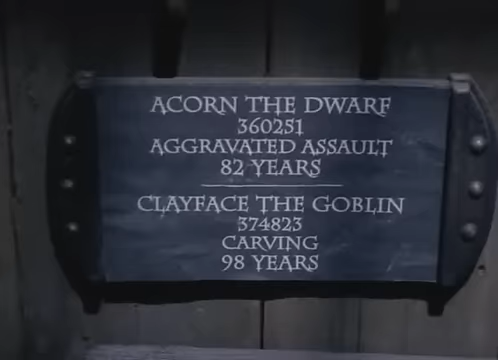 ACORN THE DWARF
360251
AGGRAVATED ASSAULT
82 YEARS
CLAYFACE THE GOBLIN
374823
CARVING
98 YEARS